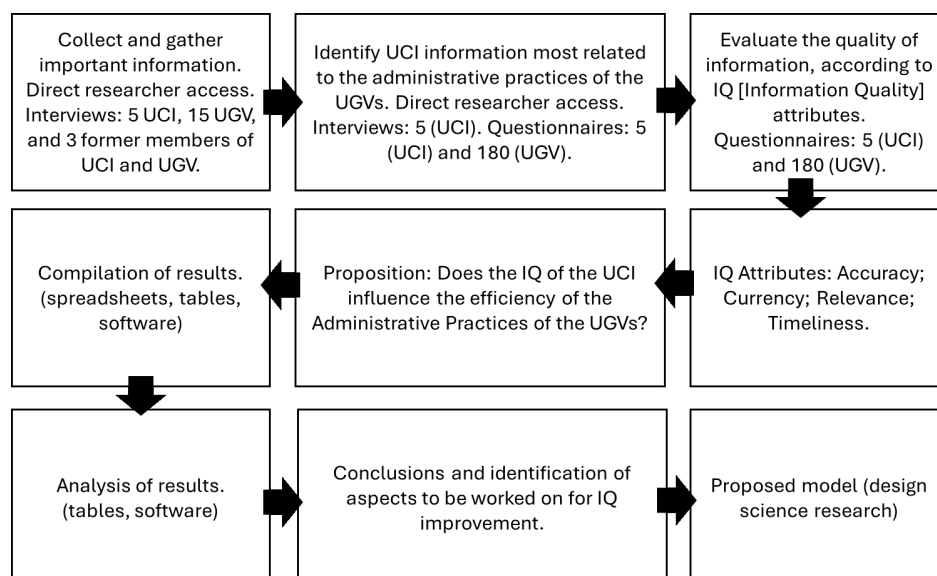 Collect and gather
important information.
Direct researcher access.
Interviews: 5 UCI, 15 UGV,
and 3 former members of
UCI and UGV.
Identify UCI information most related
to the administrative practices of the
UGVs. Direct researcher access.
Interviews: 5 (UCI). Questionnaires: 5
(UCI) and 180 (UGV).
Evaluate the quality of
information, according to
IQ [Information Quality]
attributes.
Questionnaires: 5 (UCI)
and 180 (UGV).
IQ Attributes: Accuracy;
Currency; Relevance;
Timeliness.
Proposition: Does the IQ of the UCI
influence the efficiency of the
Administrative Practices of the UGVs?
Compilation of results.
(spreadsheets, tables,
software)
Analysis of results.
(tables, software)
Conclusions and identification of
aspects to be worked on for IQ
improvement.
Proposed model (design
science research)